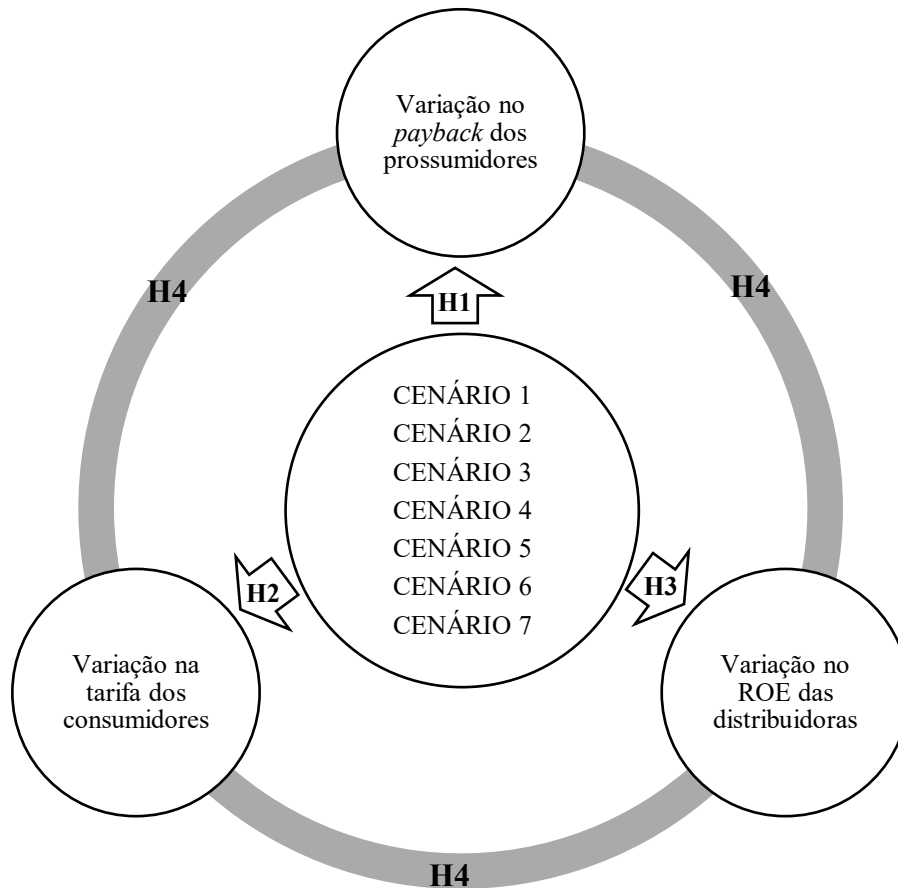 Variação no
payback dos
prossumidores
H4
H4
H1
CENÁRIO 1
CENÁRIO 2
CENÁRIO 3
CENÁRIO 4
CENÁRIO 5
CENÁRIO 6
CENÁRIO 7
H2
H3
Variação na
tarifa dos
consumidores
Variação no
ROE das
distribuidoras
H4